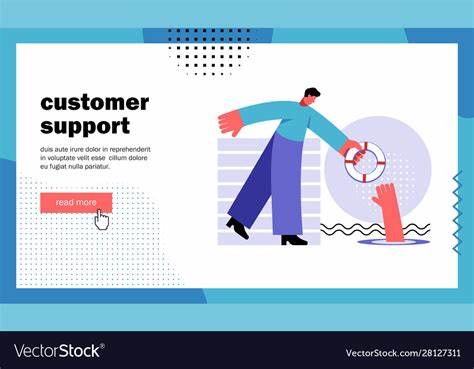 customer
support
duis aute irure dolor in reprehenderit
in voluptate velit esse  cillum dolore eu fugiat
nulla pariatur.
read more
VectorStock®
VectorStock.com/28127311